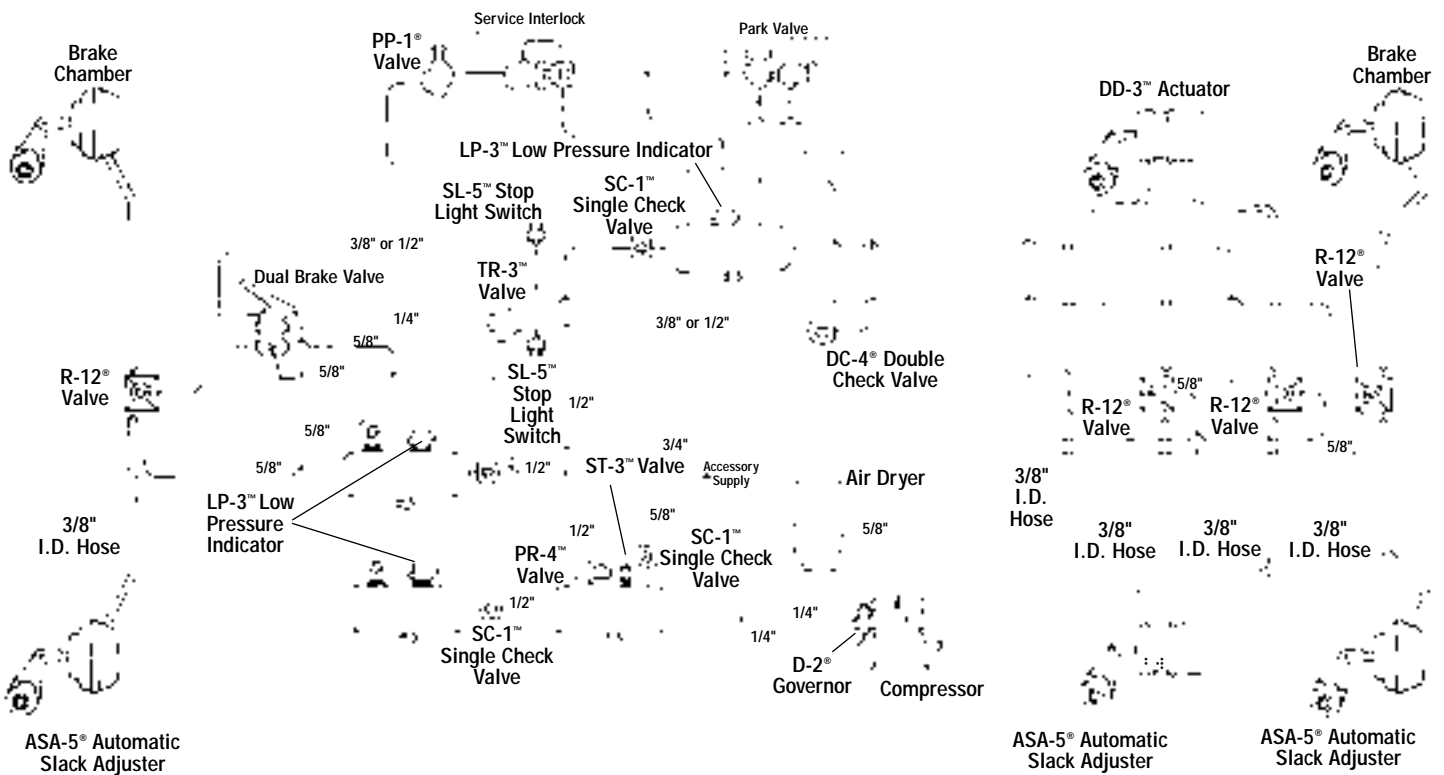 Service Interlock
PP-1®
Valve
Park Valve
Brake
Chamber
Brake
Chamber
DD-3™ Actuator
LP-3™ Low Pressure Indicator
SL-5™ Stop
Light Switch
SC-1™
Single Check
Valve
3/8" or 1/2"
Dual Brake Valve
TR-3™
Valve
R-12®
Valve
1/4"
5/8"
3/8" or 1/2"
DC-4® Double
Check Valve
R-12®
Valve
5/8"
SL-5™
Stop
Light
Switch
1/2"
5/8"
R-12®
Valve
R-12®
Valve
5/8"
5/8"
5/8"
1/2"
ST-3™ Valve
3/4"
Accessory
Supply
Air Dryer
3/8"
I.D.
Hose
LP-3™ Low
Pressure
Indicator
3/8"
I.D. Hose
1/2"
5/8"
SC-1™
Single Check
Valve
5/8"
3/8"
I.D. Hose
3/8"
I.D. Hose
3/8"
I.D. Hose
PR-4™
Valve
1/2"
SC-1™
Single Check
Valve
1/4"
1/4"
D-2®
Governor
Compressor
ASA-5® Automatic
Slack Adjuster
ASA-5® Automatic
Slack Adjuster
ASA-5® Automatic
Slack Adjuster